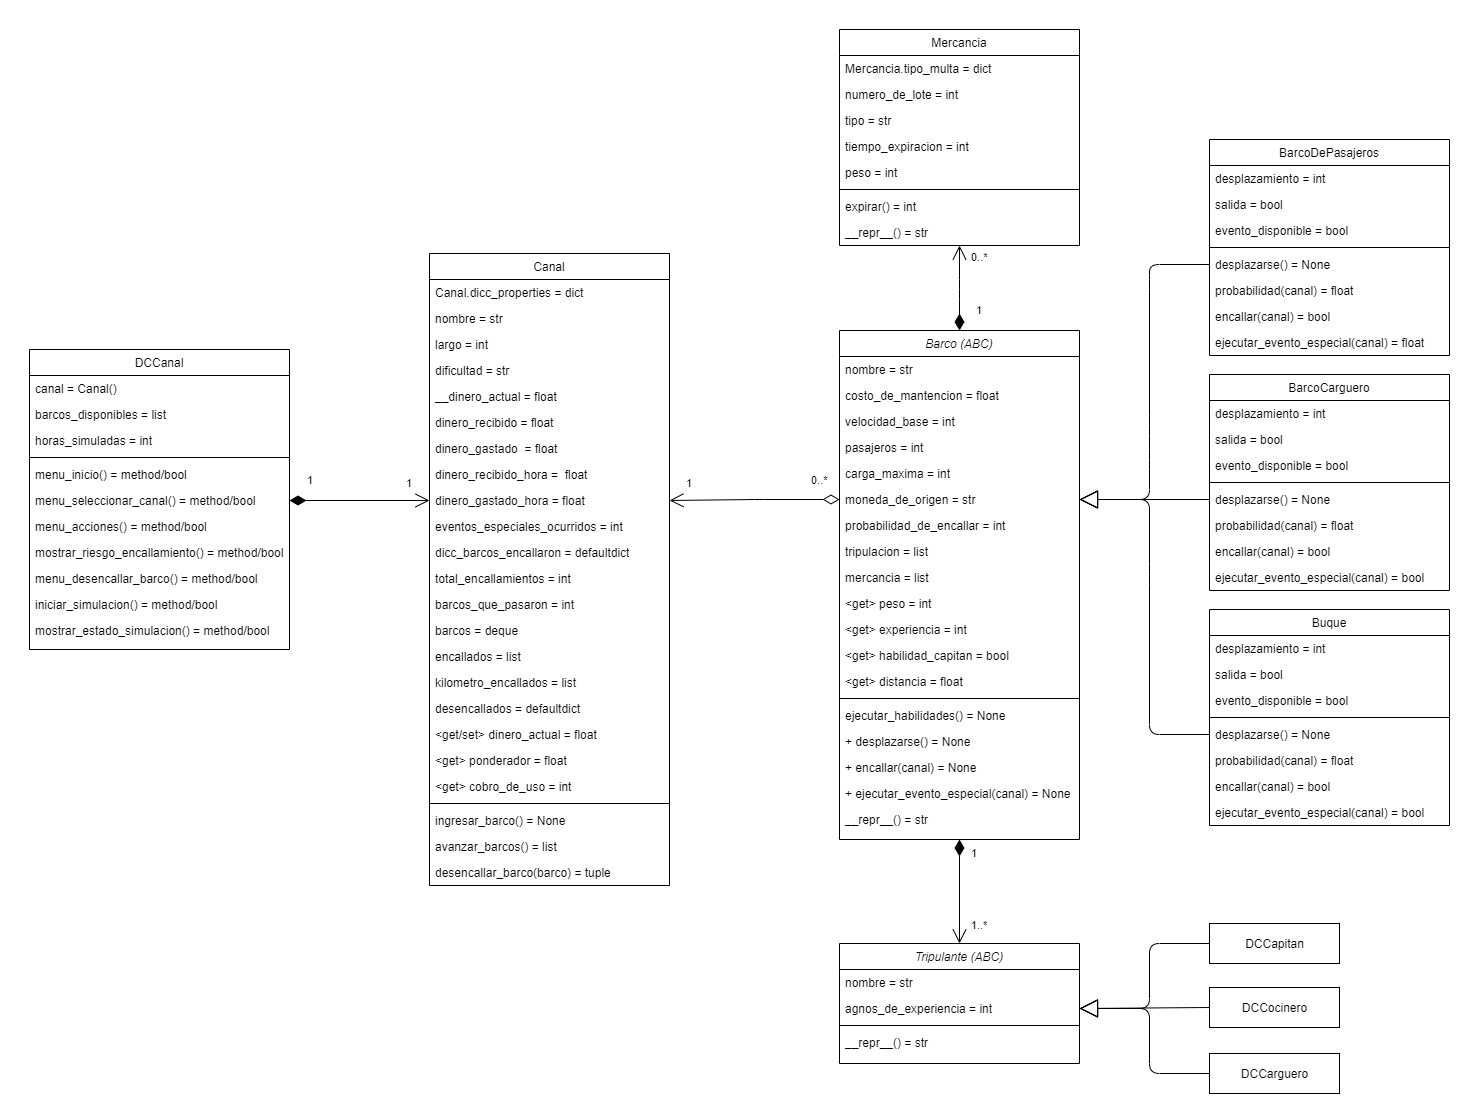 Mercancia
Mercancia.tipo_multa = dict
numero_de_lote = int
tipo = str
tiempo_expiracion = int
peso = int
expirar() = int
__repr__() = str
0..*
1
BarcoDePasajeros
desplazamiento = int
salida = bool
evento_disponible = bool
desplazarse() = None
probabilidad(canal) = float
encallar(canal) = bool
ejecutar_evento_especial(canal) = float
Canal
Canal.dicc_properties = dict
nombre = str
largo = int
dificultad = str
__dinero_actual = float
dinero_recibido = float
dinero_gastado  = float
dinero_recibido_hora =  float
dinero_gastado_hora = float
eventos_especiales_ocurridos = int
dicc_barcos_encallaron = defaultdict
total_encallamientos = int
barcos_que_pasaron = int
barcos = deque
encallados = list
kilometro_encallados = list
desencallados = defaultdict
<get/set> dinero_actual = float
<get> ponderador = float
<get> cobro_de_uso = int
ingresar_barco() = None
avanzar_barcos() = list
desencallar_barco(barco) = tuple
DCCanal
canal = Canal()
barcos_disponibles = list
horas_simuladas = int
menu_inicio() = method/bool
menu_seleccionar_canal() = method/bool
menu_acciones() = method/bool
mostrar_riesgo_encallamiento() = method/bool
menu_desencallar_barco() = method/bool
iniciar_simulacion() = method/bool
mostrar_estado_simulacion() = method/bool
1
1
1
0..*
Barco (ABC)
nombre = str
costo_de_mantencion = float
velocidad_base = int
pasajeros = int
carga_maxima = int
moneda_de_origen = str
probabilidad_de_encallar = int
tripulacion = list
mercancia = list
<get> peso = int
<get> experiencia = int
<get> habilidad_capitan = bool
<get> distancia = float
ejecutar_habilidades() = None
+ desplazarse() = None
+ encallar(canal) = None
+ ejecutar_evento_especial(canal) = None
__repr__() = str
BarcoCarguero
desplazamiento = int
salida = bool
evento_disponible = bool
desplazarse() = None
probabilidad(canal) = float
encallar(canal) = bool
ejecutar_evento_especial(canal) = bool
Buque
desplazamiento = int
salida = bool
evento_disponible = bool
desplazarse() = None
probabilidad(canal) = float
encallar(canal) = bool
ejecutar_evento_especial(canal) = bool
1
1..*
Tripulante (ABC)
nombre = str
agnos_de_experiencia = int
__repr__() = str
DCCapitan
DCCocinero
DCCarguero